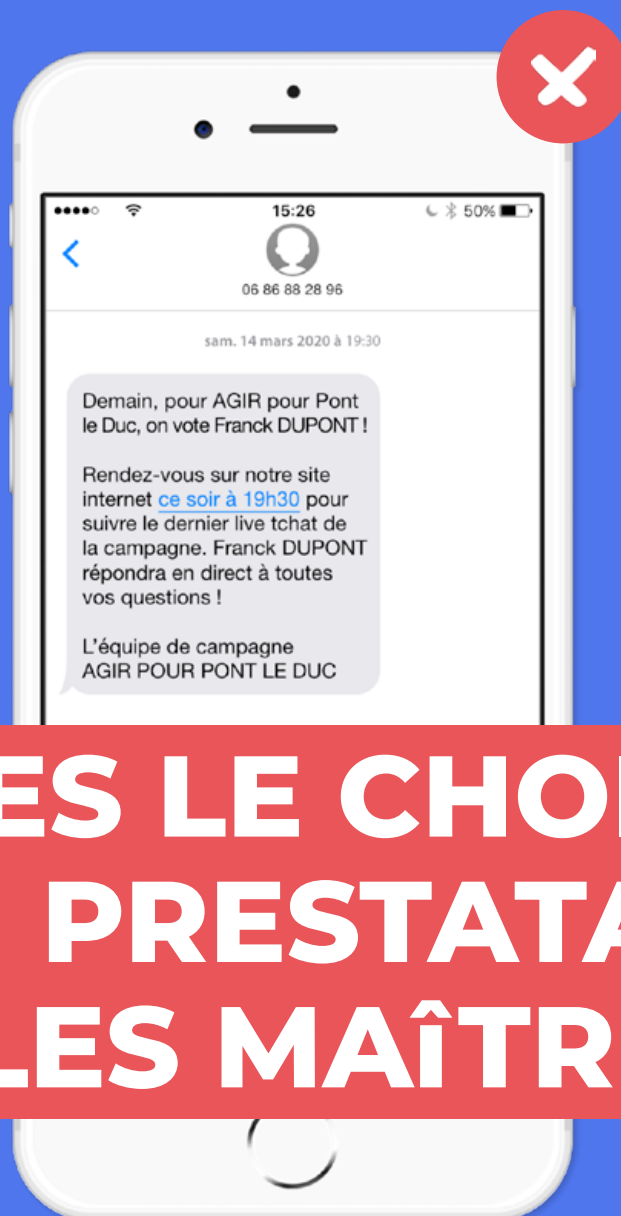 15:26
50%
06 86 88 28 96
sam. 14 mars 2020 à 19:30
Demain, pour AGIR pour Pont
le Duc, on vote Franck DUPONT !
Rendez-vous sur notre site
internet ce soir à 19h30 pour
suivre le dernier live tchat de
la campagne. Franck DUPONT
répondra en direct à toutes
vos questions !
L'équipe de campagne
AGIR POUR PONT LE DUC
ES LE CHO
PRESTATA
LES MAîTR